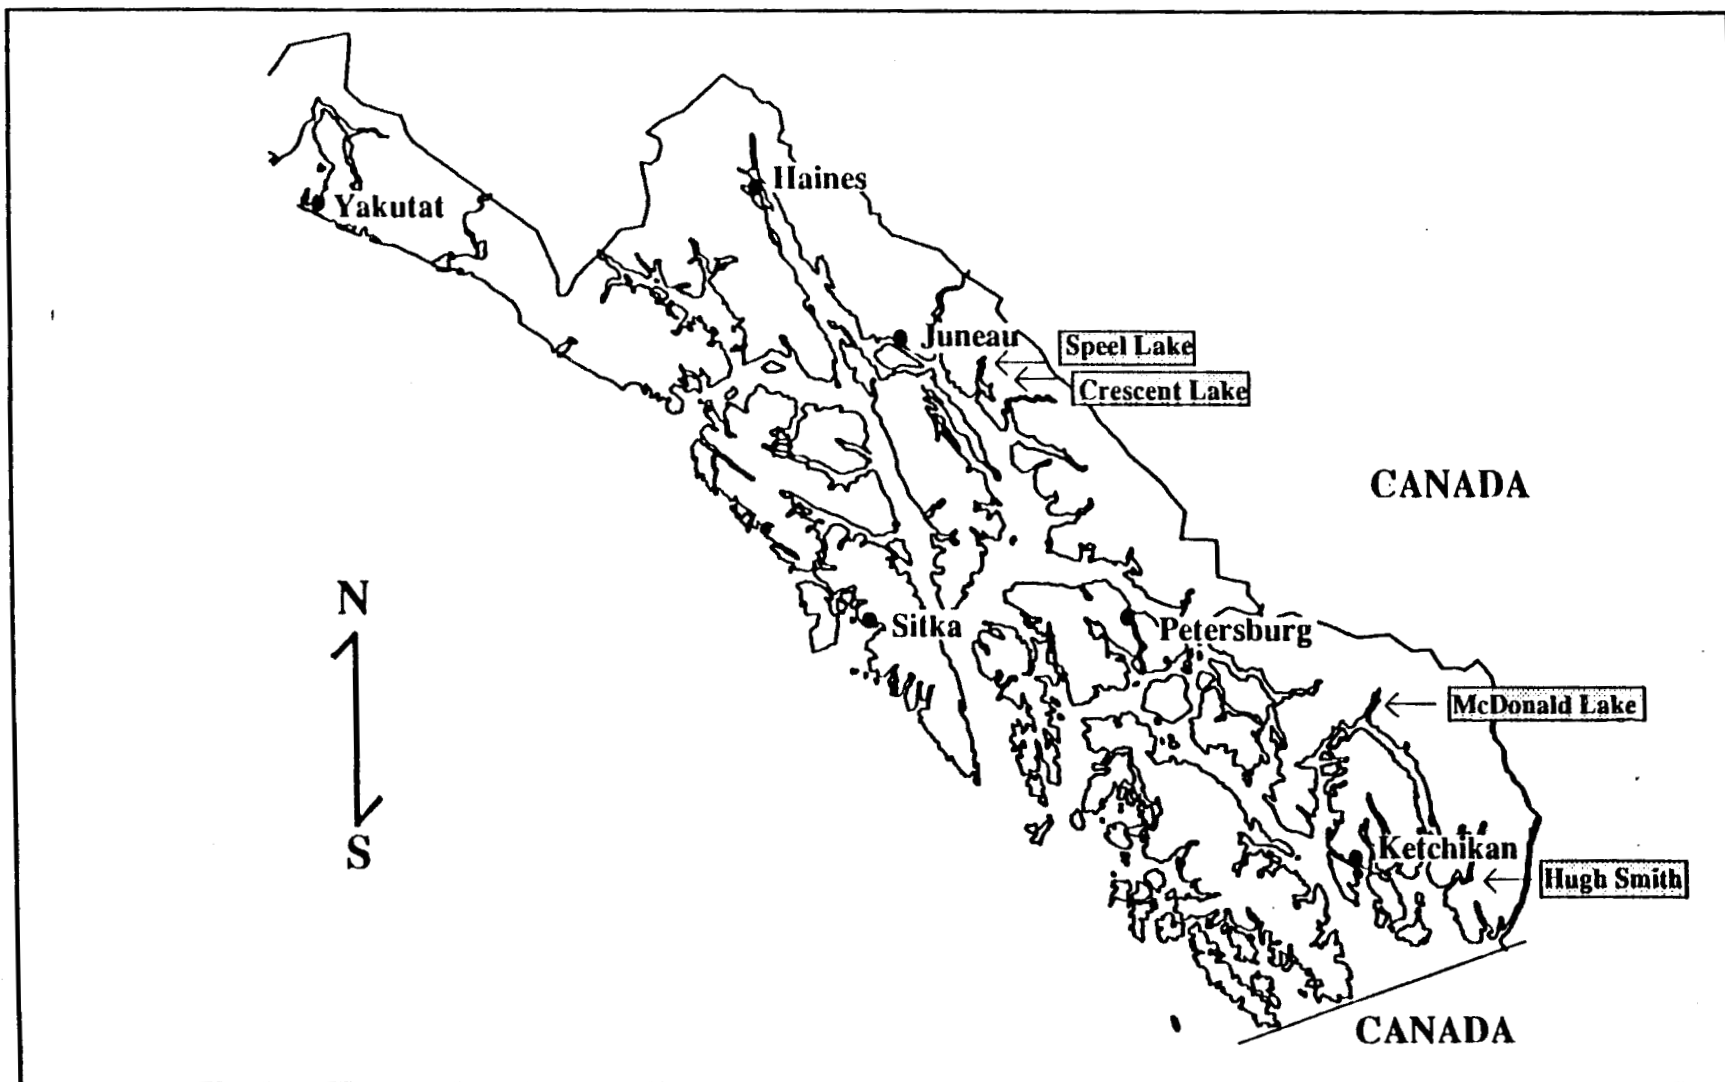 Haines
Yakutat
Juneau
Speel Lake
Crescent Lake
CANADA
N
Sitka
Petersburg
McDonald Lake
S
Ketchikan
Hugh Smith
CANADA